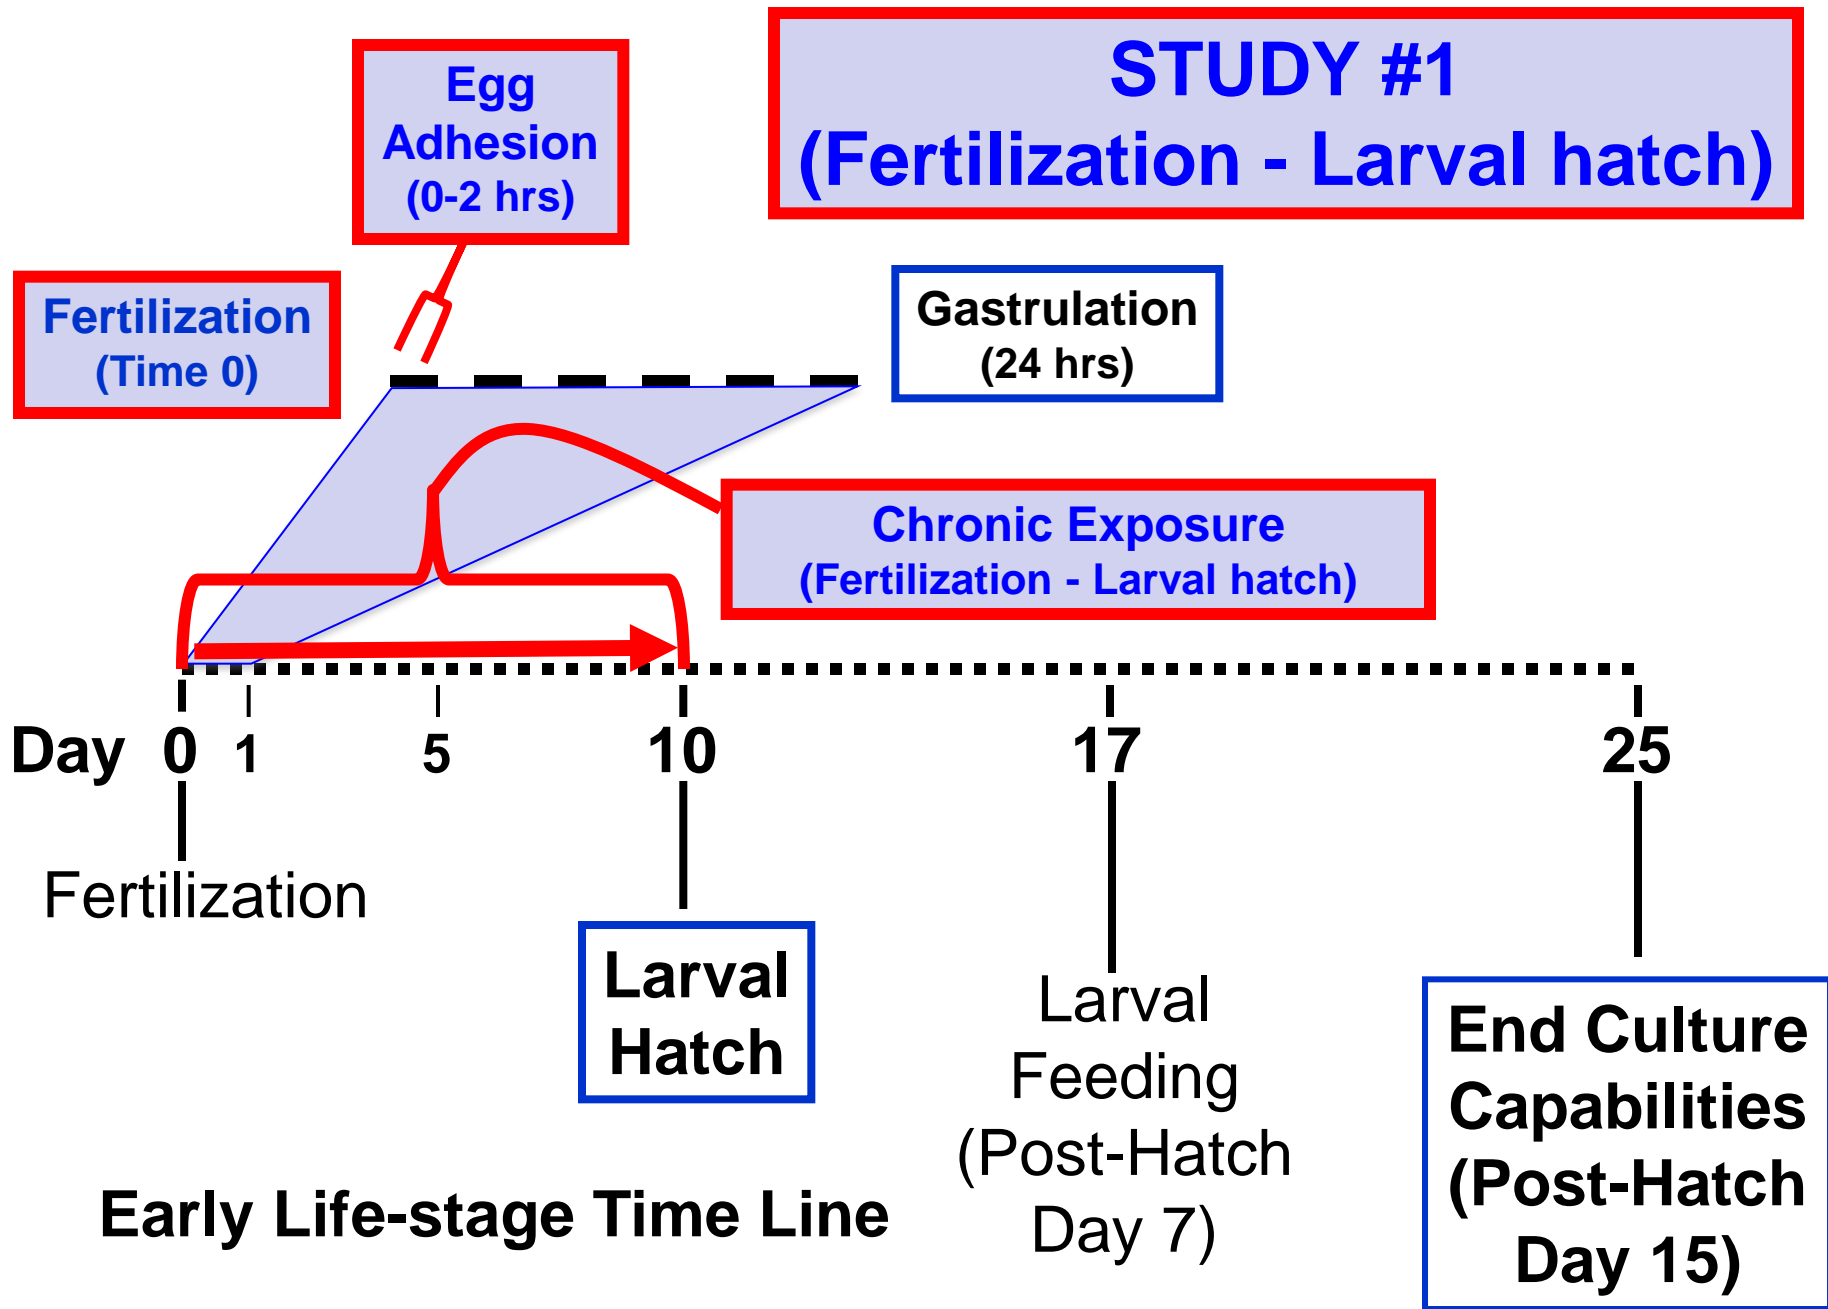 STUDY #1
(Fertilization - Larval hatch)
Egg
Adhesion
(0-2 hrs)
Fertilization
(Time 0)
Gastrulation
(24 hrs)
Chronic Exposure
(Fertilization - Larval hatch)
Day 0 1 5 10 17 25
Fertilization
Larval
Hatch
Larval
Feeding
(Post-Hatch
Day 7)
End Culture
Capabilities
(Post-Hatch
Day 15)
Early Life-stage Time Line